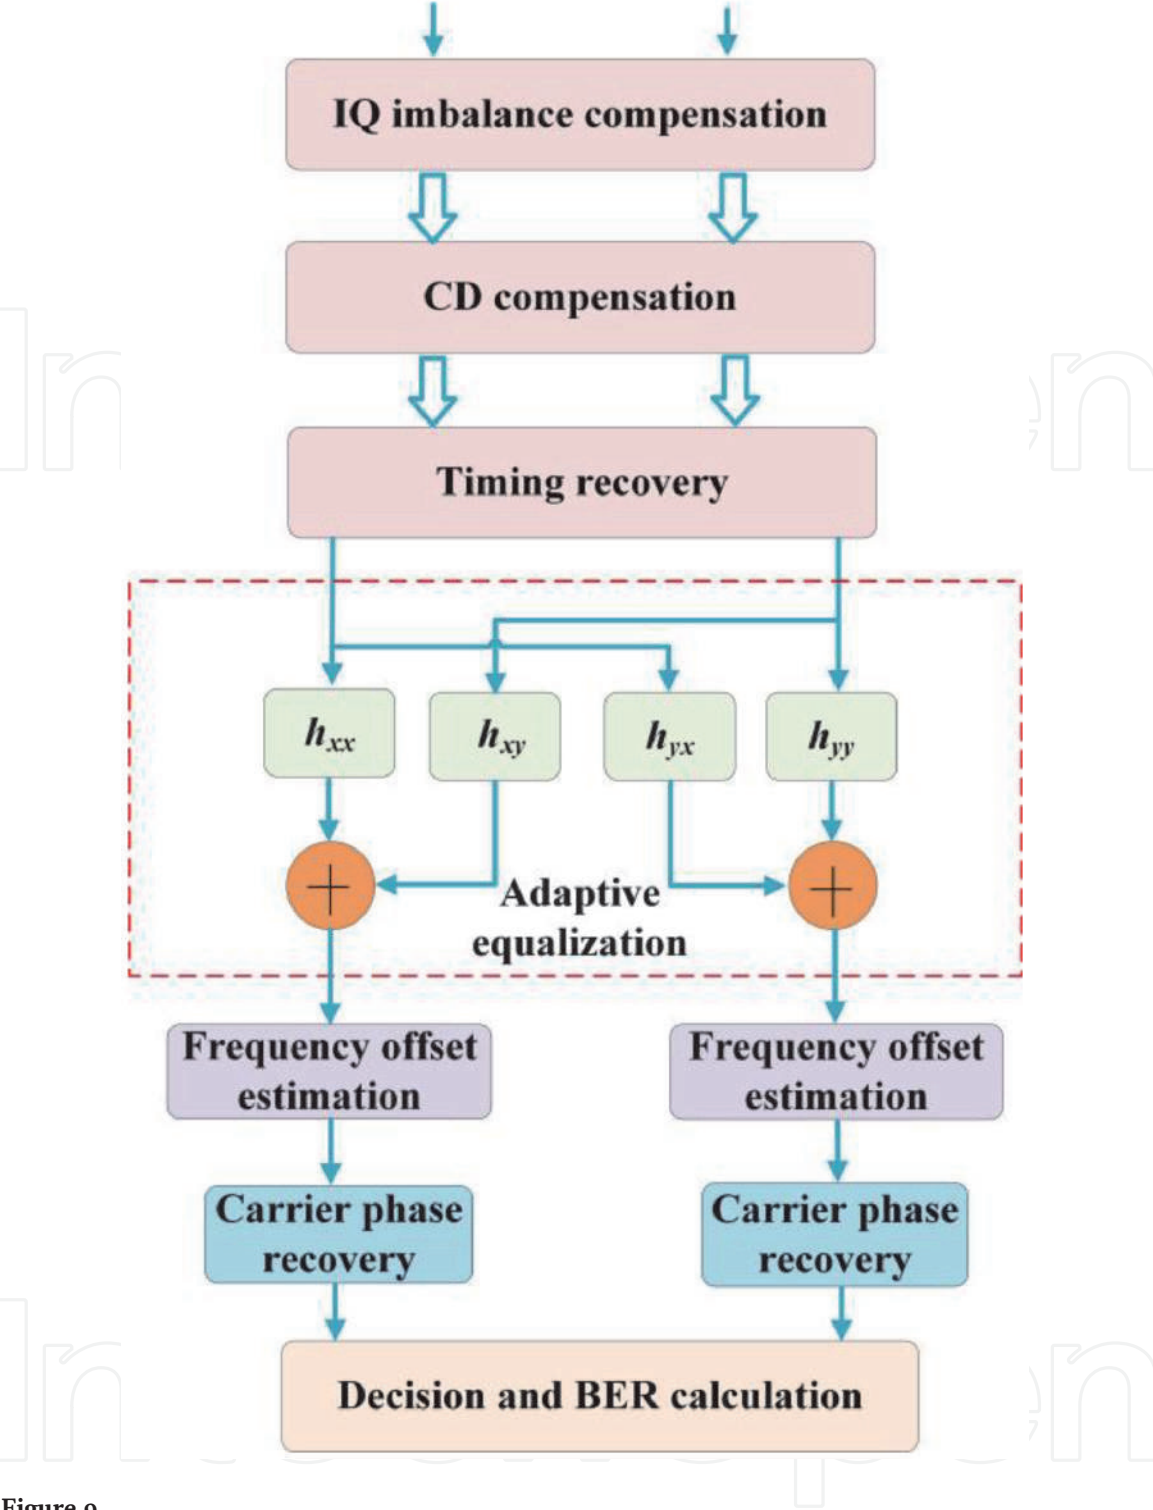 IQ imbalance compensation
CD compensation
Timing recovery
hxx
hxy
hyx
hyy
+
+
Adaptive
equalization
Frequency offset
estimation
Frequency offset
estimation
Carrier phase
recovery
Carrier phase
recovery
Decision and BER calculation